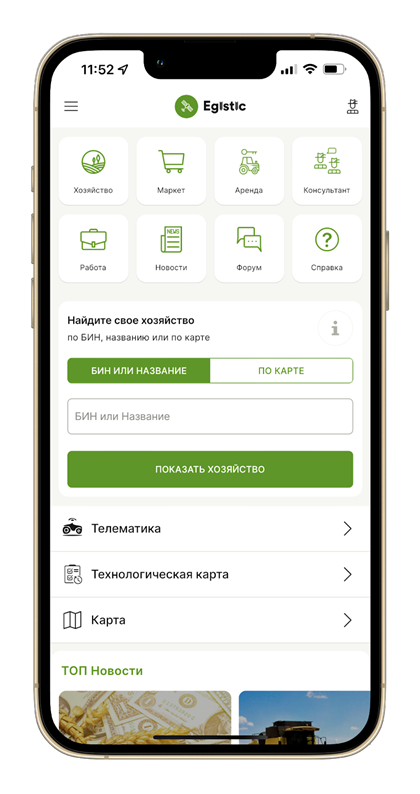 11:52
Egistic
Хозяйство
Маркет
Аренда
Консультант
NEWS
Работа
Новости
Форум
Справка
Найдите свое хозяйство
по БИН, названию или по карте
БИН ИЛИ НАЗВАНИЕ
ПО КАРТЕ
БИН или Название
ПОКАЗАТЬ ХОЗЯЙСТВО
Телематика
Технологическая карта
Карта
ТОП Новости